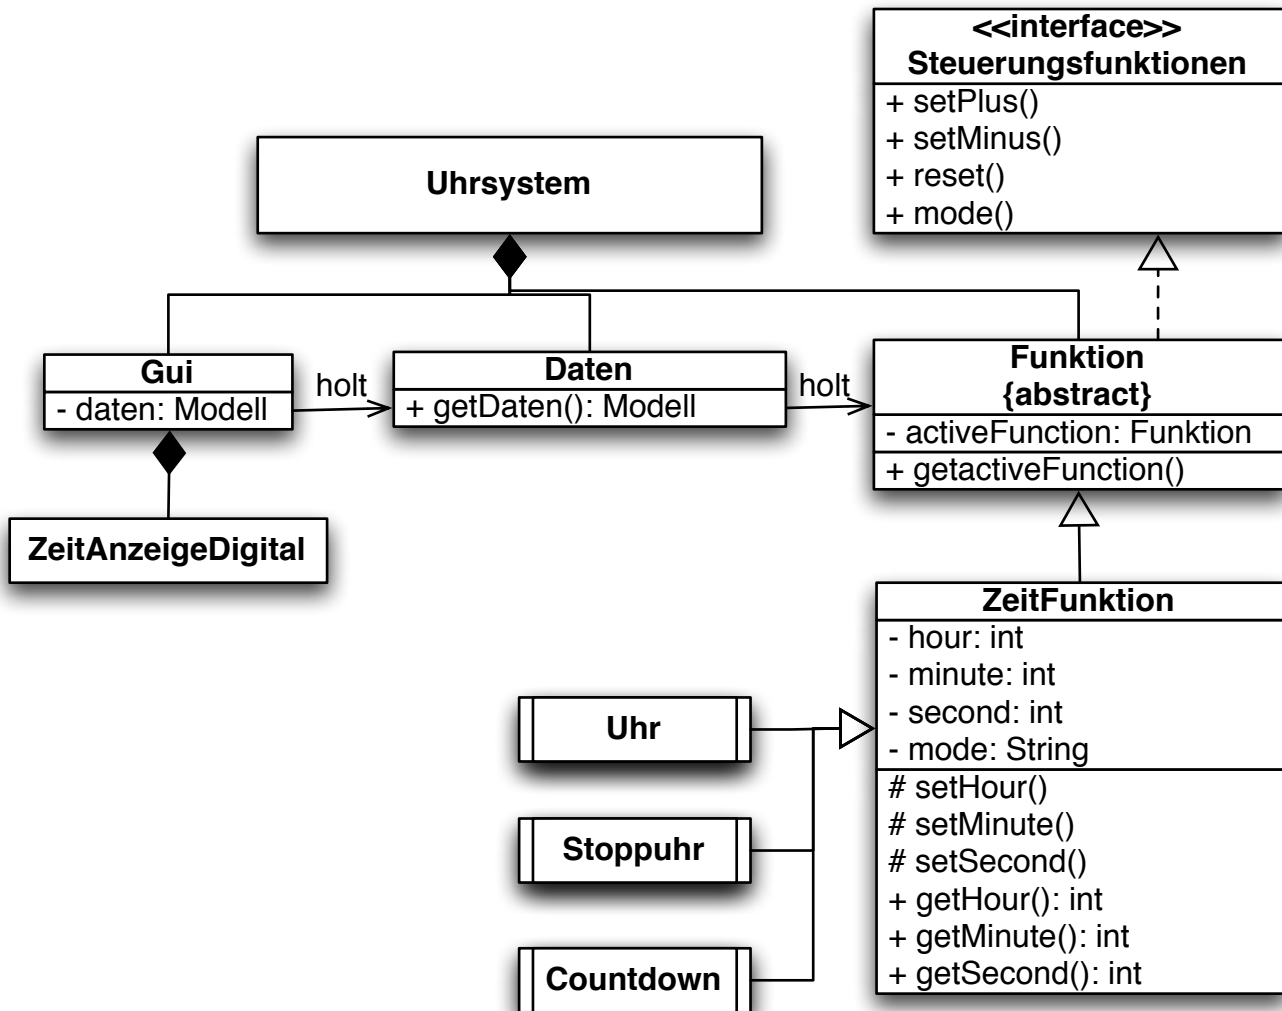 <<interface>>
Steuerungsfunktionen
+ setPlus()
+ setMinus()
+ reset()
+ mode()
Uhrsystem
Gui
- daten: Modell
holt
Daten
+ getDaten(): Modell
holt
Funktion
{abstract}
- activeFunction: Funktion
+ getactiveFunction()
ZeitAnzeigeDigital
ZeitFunktion
- hour: int
- minute: int
- second: int
- mode: String
# setHour()
# setMinute()
# setSecond()
+ getHour(): int
+ getMinute(): int
+ getSecond(): int
Uhr
Stoppuhr
Countdown